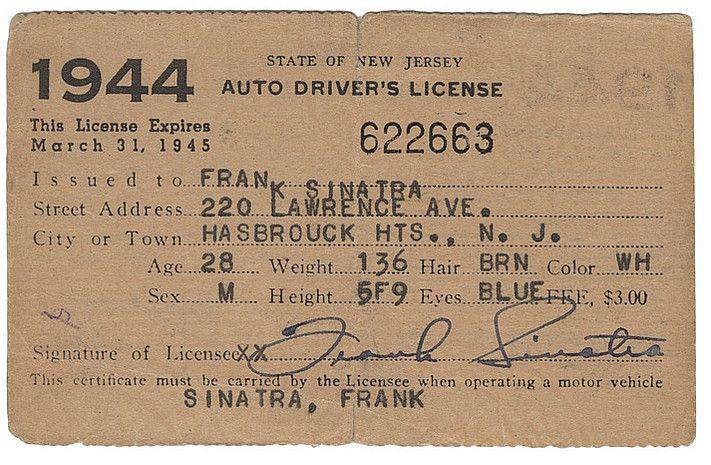 STATE OF NEW JERSEY
1944 AUTO DRIVER'S LICENSE
This License Expires
March 31, 1945
622663
Issued to FRANK SINATRA
Street Address 220 LAWRENCE AVE.
City or Town HASBROUCK HTS., N. J.
Age 28 Weight 136 Hair BRN Color WH
Sex M Height 5F9 Eyes BLUE FEE, $3.00
Signature of Licensee XX Frank Sinatra
This certificate must be carried by the Licensee when operating a motor vehicle
SINATRA, FRANK